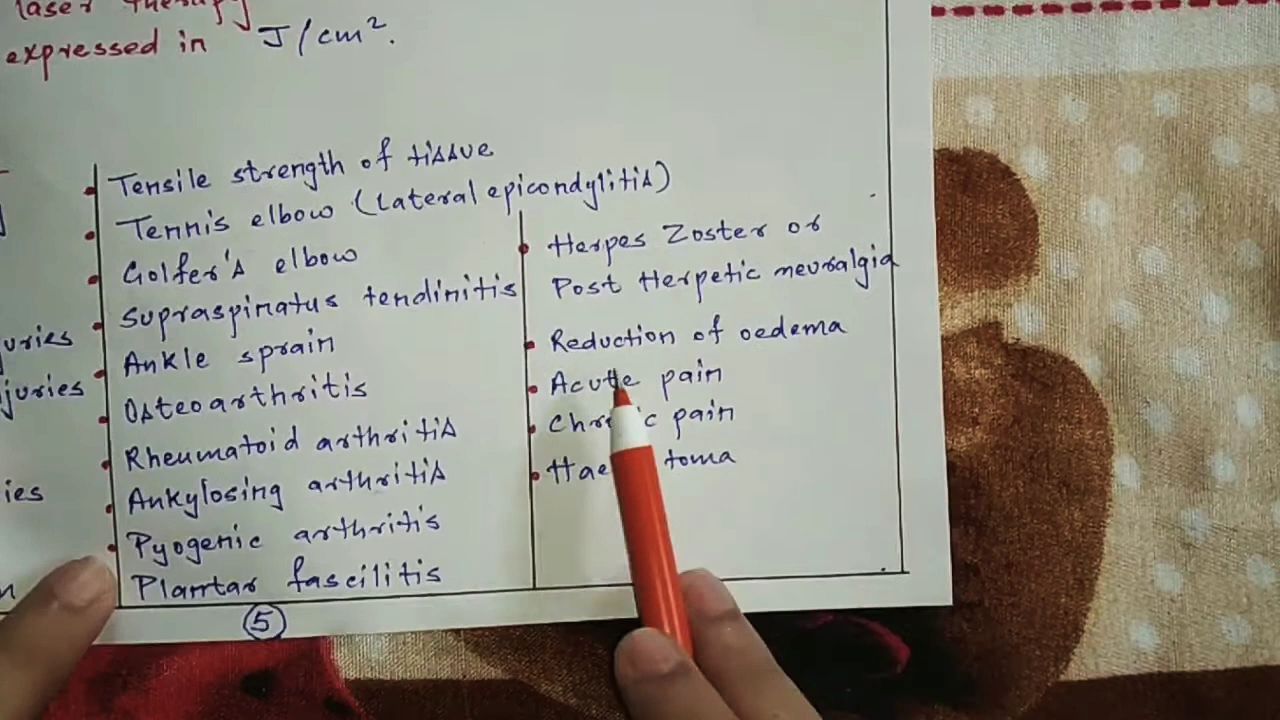 laser therapy
expressed in J/cm².
Tensile strength of tissue
Tennis elbow (Lateral epicondylitis)
Golfer's elbow
Supraspinatus tendinitis
Ankle sprain
Osteoarthritis
Rheumatoid arthritis
Ankylosing arthritis
Pyogenic arthritis
Plantar fascilitis
Herpes Zoster or
Post Herpetic neuralgia
Reduction of oedema
Acute pain
pain
uries
juries
ies
5